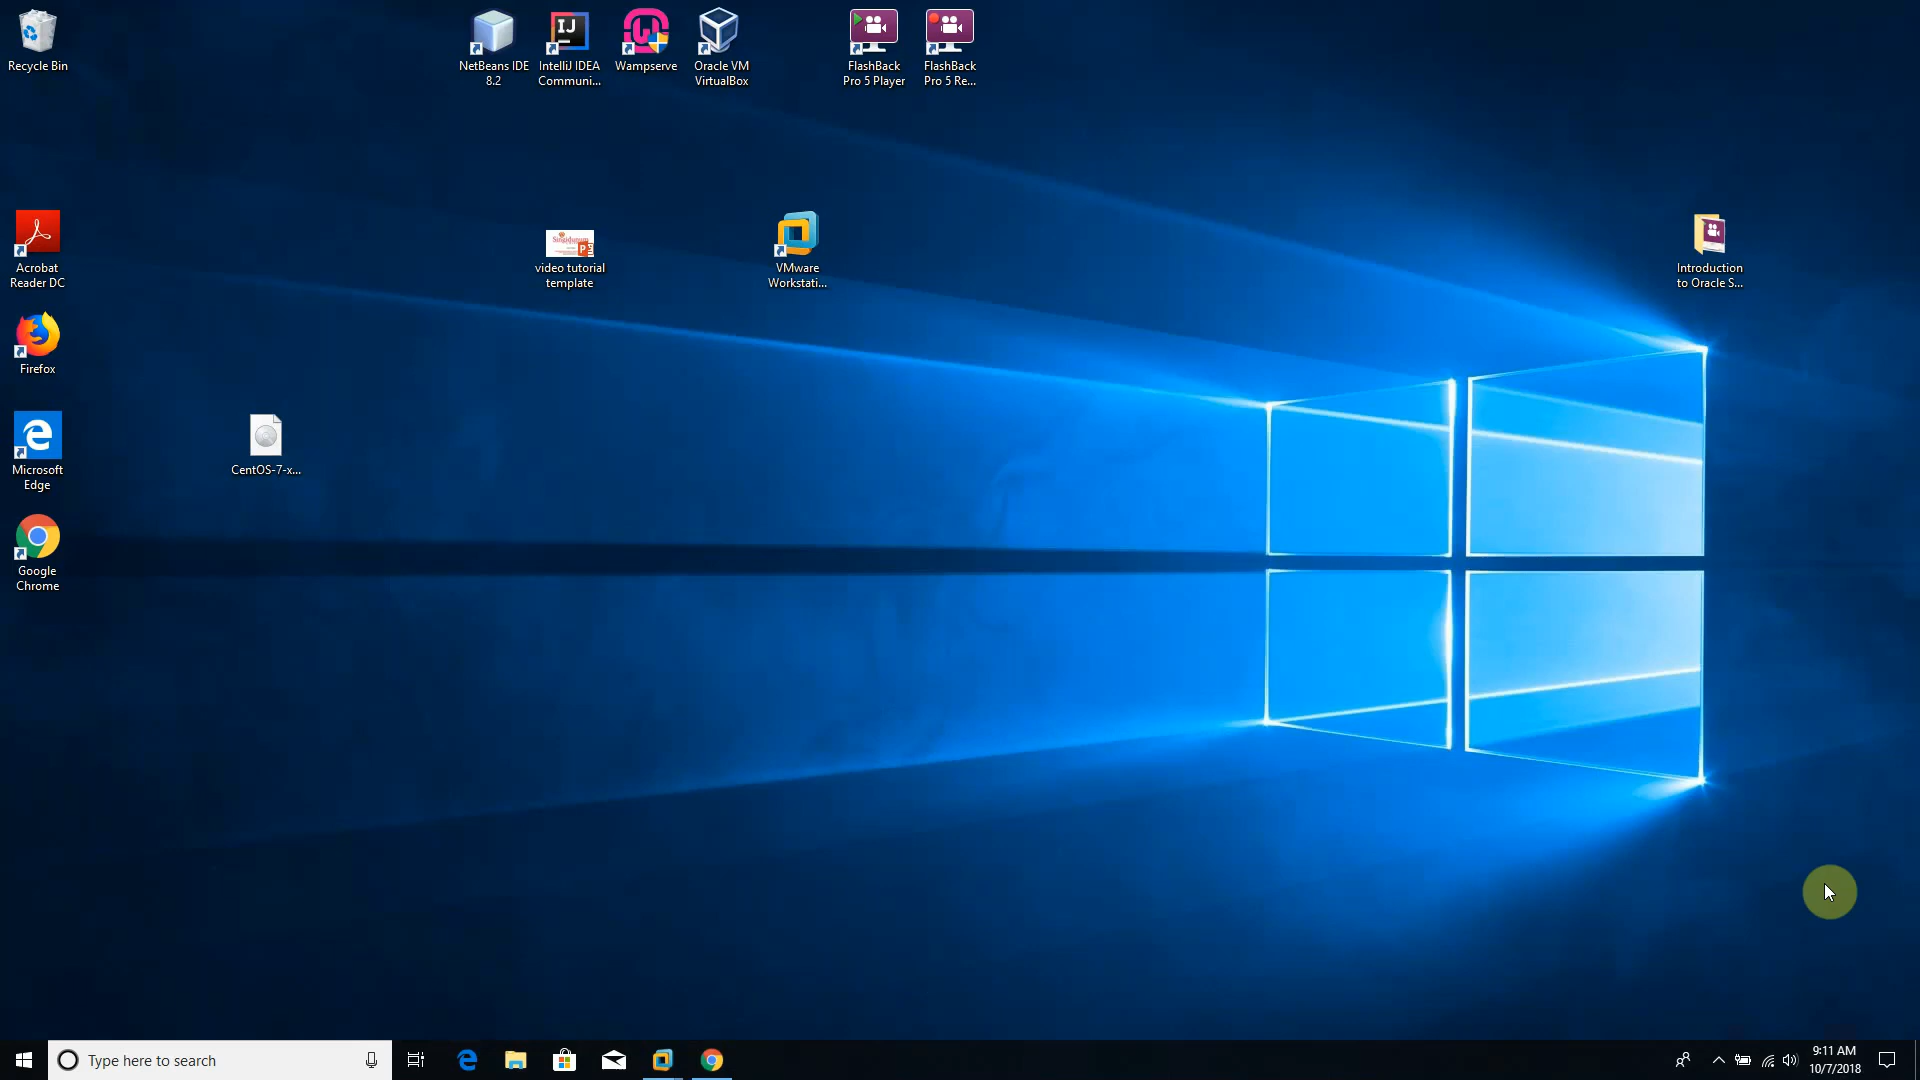 Recycle Bin
NetBeans IDE
8.2
IJ
IntelliJ IDEA
Communi...
Wampserve
Oracle VM
VirtualBox
FlashBack
Pro 5 Player
FlashBack
Pro 5 Re...
Acrobat
Reader DC
video tutorial
template
VMware
Workstati...
Introduction
to Oracle S...
Firefox
Microsoft
Edge
CentOS-7-x...
Google
Chrome
Type here to search
9:11 AM
10/7/2018